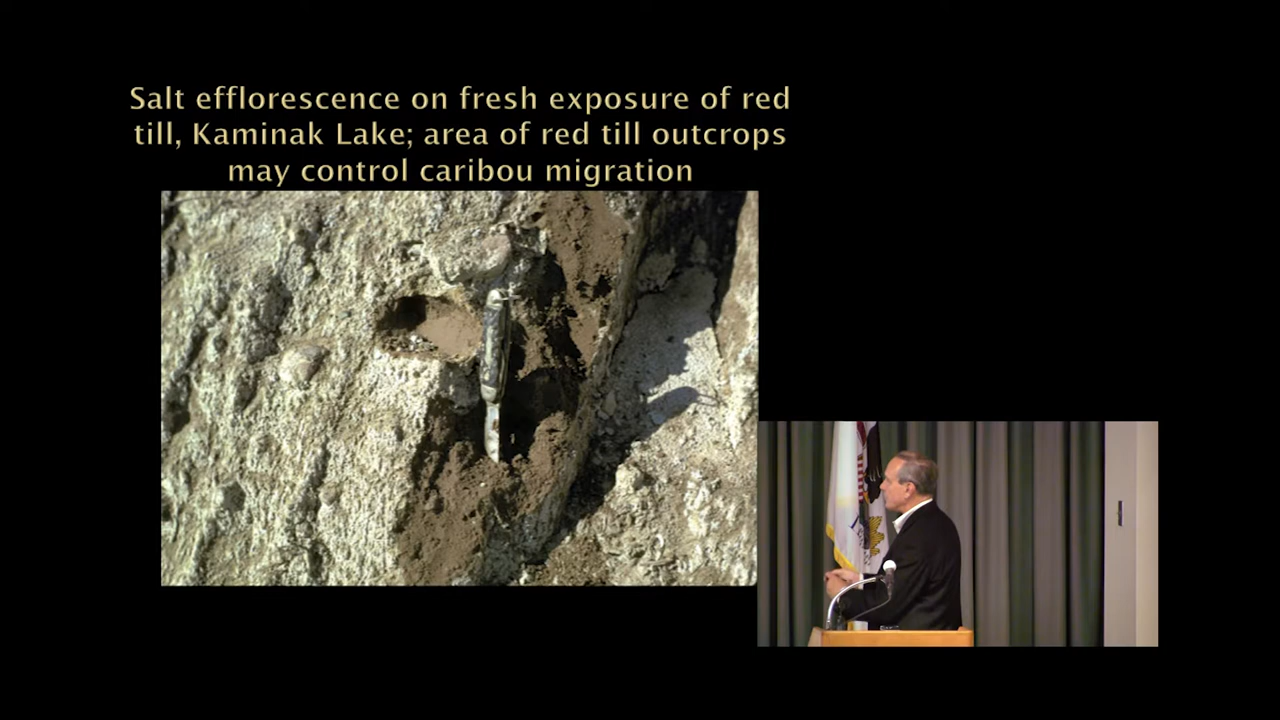 Salt efflorescence on fresh exposure of red
till, Kaminak Lake; area of red till outcrops
may control caribou migration